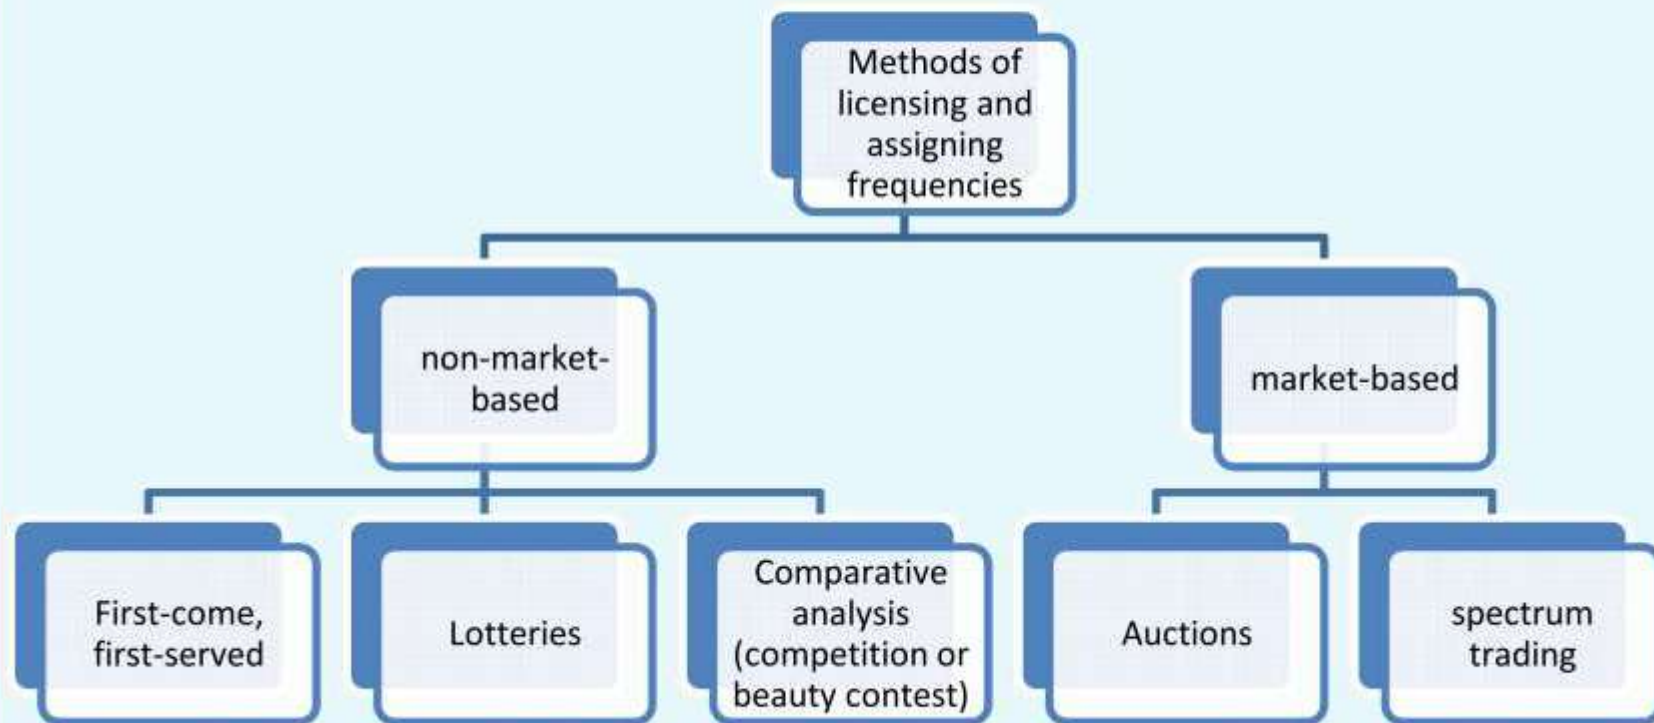 Methods of
licensing and
assigning
frequencies
non-market-
based
market-based
First-come,
first-served
Lotteries
Comparative
analysis
(competition or
beauty contest)
Auctions
spectrum
trading